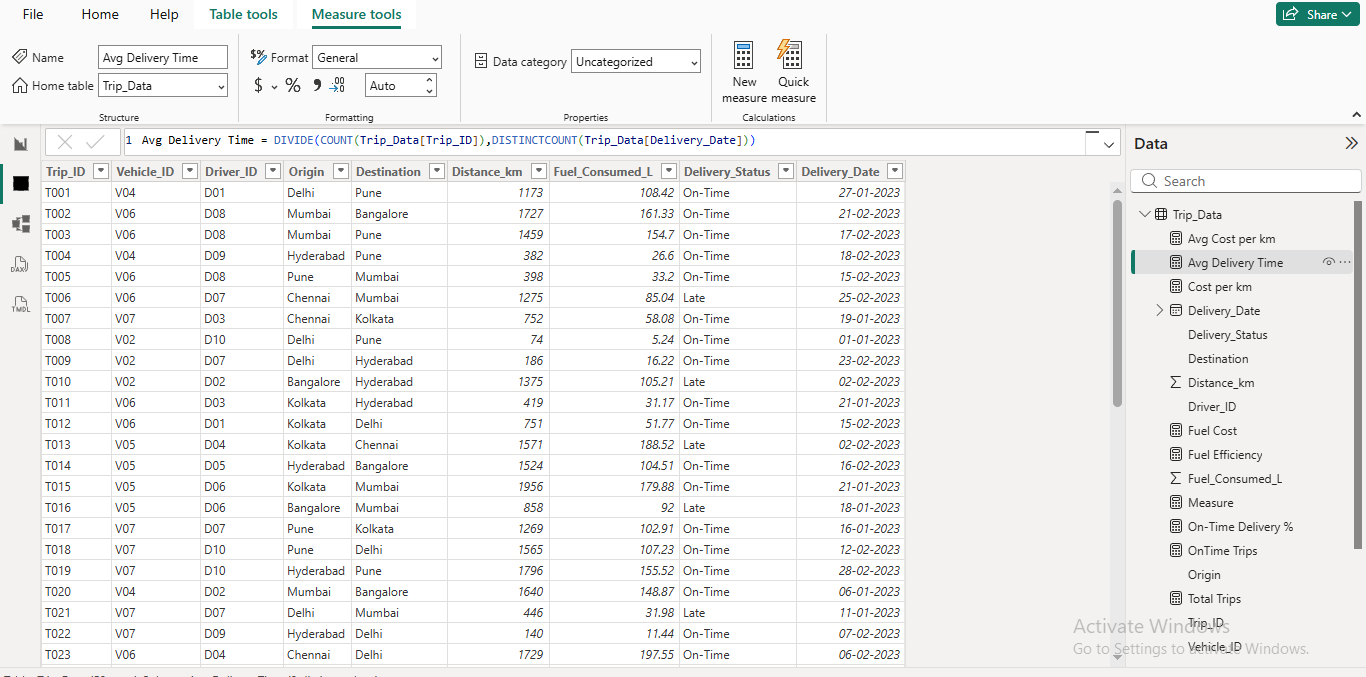 File Home Help Table tools Measure tools Share
Name Avg Delivery Time $% Format General Data category Uncategorized New measure Quick measure
Home table Trip_Data $ % Auto
Structure Formatting Properties Calculations
1 Avg Delivery Time = DIVIDE(COUNT(Trip_Data[Trip_ID]),DISTINCTCOUNT(Trip_Data[Delivery_Date]))
Trip_ID Vehicle_ID Driver_ID Origin Destination Distance_km Fuel_Consumed_L Delivery_Status Delivery_Date
T001 V04 D01 Delhi Pune 1173 108.42 On-Time 27-01-2023
T002 V06 D08 Mumbai Bangalore 1727 161.33 On-Time 21-02-2023
T003 V06 D08 Mumbai Pune 1459 154.7 On-Time 17-02-2023
T004 V04 D09 Hyderabad Pune 382 26.6 On-Time 18-02-2023
T005 V06 D08 Pune Mumbai 398 33.2 On-Time 15-02-2023
T006 V06 D07 Chennai Mumbai 1275 85.04 Late 25-02-2023
T007 V07 D03 Chennai Kolkata 752 58.08 On-Time 19-01-2023
T008 V02 D10 Delhi Pune 74 5.24 On-Time 01-01-2023
T009 V02 D07 Delhi Hyderabad 186 16.22 On-Time 23-02-2023
T010 V02 D02 Bangalore Hyderabad 1375 105.21 Late 02-02-2023
T011 V06 D03 Kolkata Hyderabad 419 31.17 On-Time 21-01-2023
T012 V06 D01 Kolkata Delhi 751 51.77 On-Time 15-02-2023
T013 V05 D04 Kolkata Chennai 1571 188.52 Late 02-02-2023
T014 V05 D05 Hyderabad Bangalore 1524 104.51 On-Time 16-02-2023
T015 V05 D06 Kolkata Mumbai 1956 179.88 On-Time 21-01-2023
T016 V05 D06 Bangalore Mumbai 858 92 Late 18-01-2023
T017 V07 D07 Pune Kolkata 1269 102.91 On-Time 16-01-2023
T018 V07 D10 Pune Delhi 1565 107.23 On-Time 12-02-2023
T019 V07 D10 Hyderabad Pune 1796 155.52 On-Time 28-02-2023
T020 V04 D02 Mumbai Bangalore 1640 148.87 On-Time 06-01-2023
T021 V07 D07 Delhi Mumbai 446 31.98 Late 11-01-2023
T022 V07 D09 Hyderabad Delhi 140 11.44 On-Time 07-02-2023
T023 V06 D04 Chennai Delhi 1729 197.55 On-Time 06-02-2023
DAX
TMDL
Data
Search
Trip_Data
Avg Cost per km
Avg Delivery Time
Cost per km
Delivery_Date
Delivery_Status
Destination
Distance_km
Driver_ID
Fuel Cost
Fuel Efficiency
Fuel_Consumed_L
Measure
On-Time Delivery %
OnTime Trips
Origin
Total Trips
Trip_ID
Vehicle_ID
Activate Windows
Go to Settings to activate Windows.